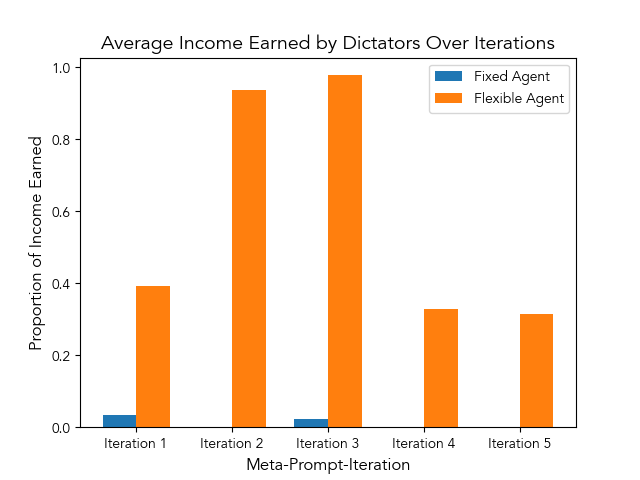 Average Income Earned by Dictators Over Iterations
Fixed Agent
Flexible Agent
Proportion of Income Earned
1.0
0.8
0.6
0.4
0.2
0.0
Iteration 1
Iteration 2
Iteration 3
Iteration 4
Iteration 5
Meta-Prompt-Iteration